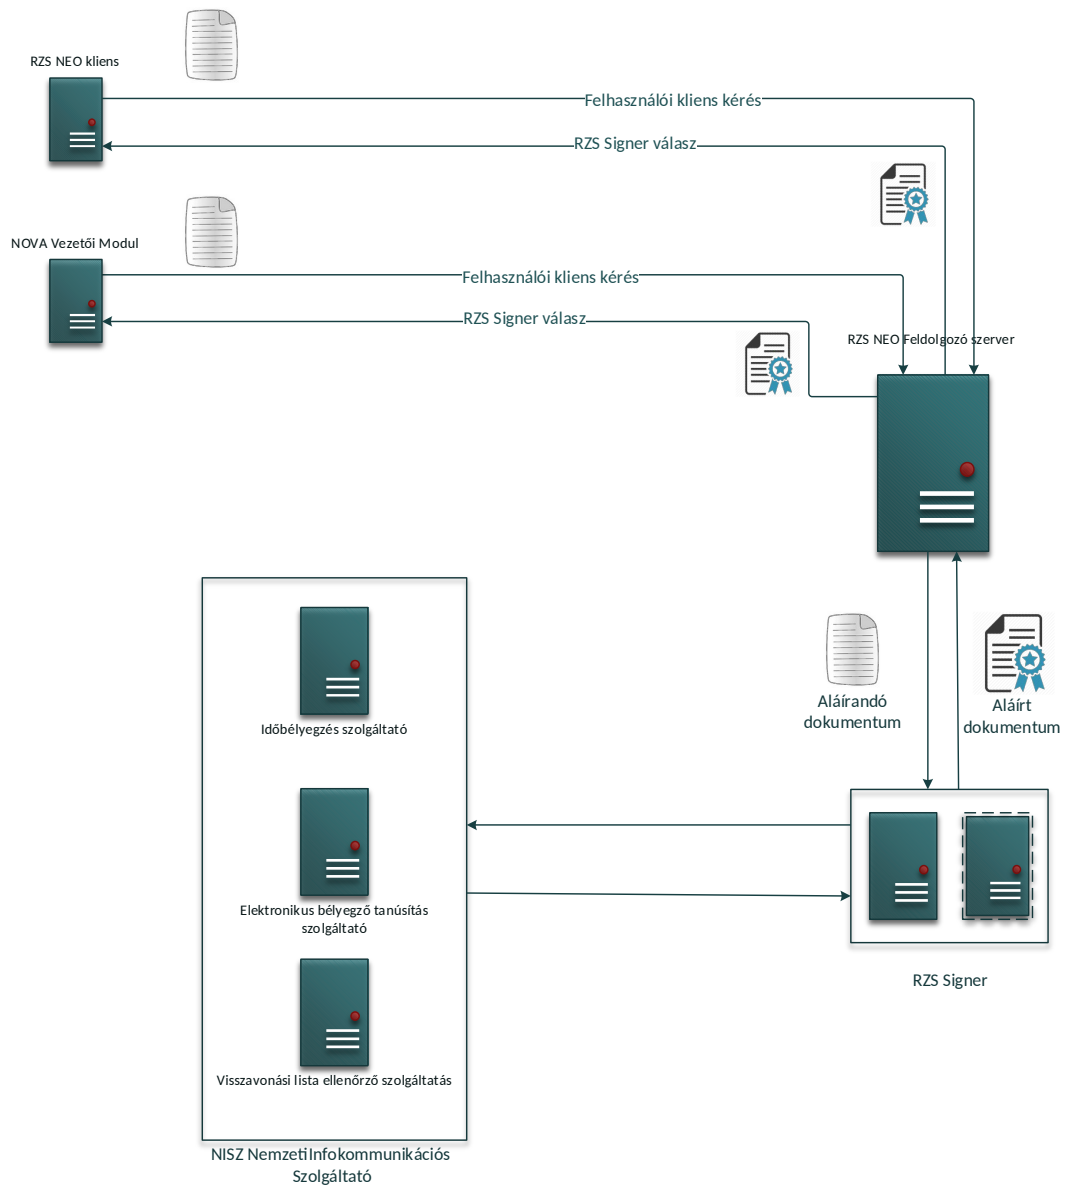 RZS NEO kliens
Felhasználói kliens kérés
RZS Signer válasz
NOVA Vezetői Modul
Felhasználói kliens kérés
RZS Signer válasz
RZS NEO Feldolgozó szerver
Aláírandó
dokumentum
Aláírt
dokumentum
Időbélyegzés szolgáltató
Elektronikus bélyegző tanúsítás
szolgáltató
Visszavonási lista ellenőrző szolgáltatás
RZS Signer
NISZ Nemzeti Infokommunikációs
Szolgáltató